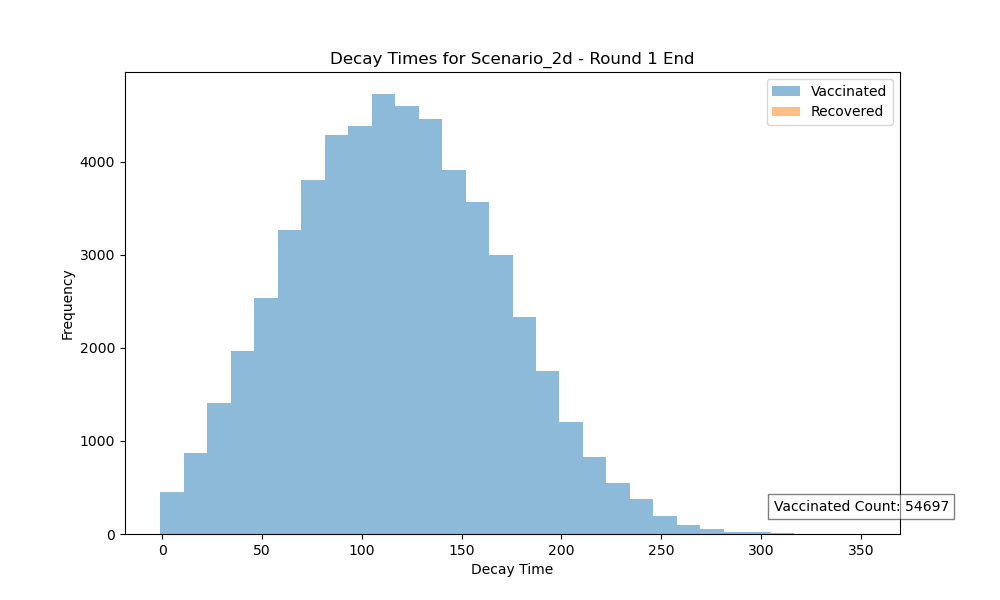 Decay Times for Scenario_2d - Round 1 End
Vaccinated
Recovered
4000
3000
2000
1000
0
Frequency
Vaccinated Count: 54697
0 50 100 150 200 250 300 350
Decay Time